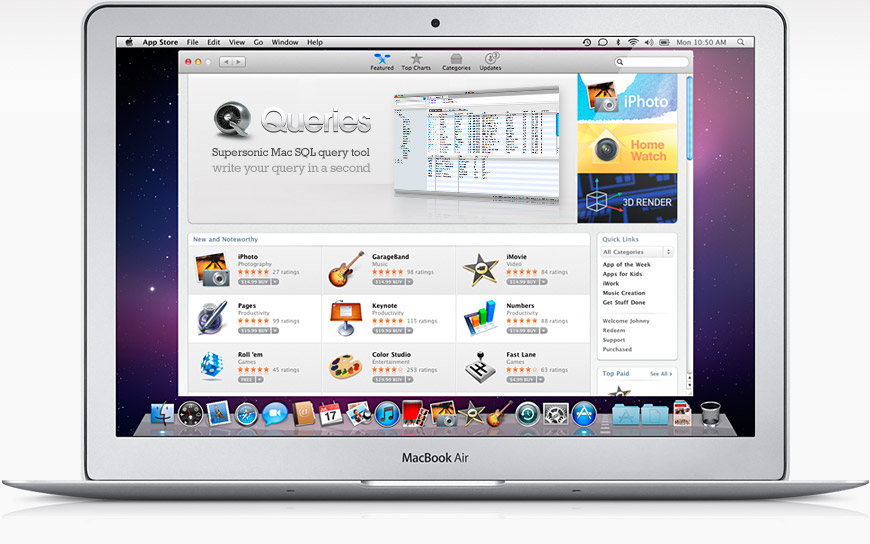 App Store File Edit View Go Window Help
Mon 10:50 AM
Featured Top Charts Categories Updates
Queries
Supersonic Mac SQL query tool
write your query in a second
iPhoto
Home
Watch
3D RENDER
New and Noteworthy
iPhoto
Photography
27 ratings
$14.99 BUY
GarageBand
Music
98 ratings
$14.99 BUY
iMovie
Video
84 ratings
$14.99 BUY
Pages
Productivity
99 ratings
$19.99 BUY
Keynote
Productivity
115 ratings
$19.99 BUY
Numbers
Productivity
88 ratings
$19.99 BUY
Roll 'em
Games
45 ratings
FREE
Color Studio
Entertainment
253 ratings
$29.99 BUY
Fast Lane
Games
63 ratings
$4.99 BUY
Quick Links
All Categories
App of the Week
Apps for Kids
iWork
Music Creation
Get Stuff Done
Welcome Johnny
Redeem
Support
Purchased
Top Paid See All >
17
MacBook Air